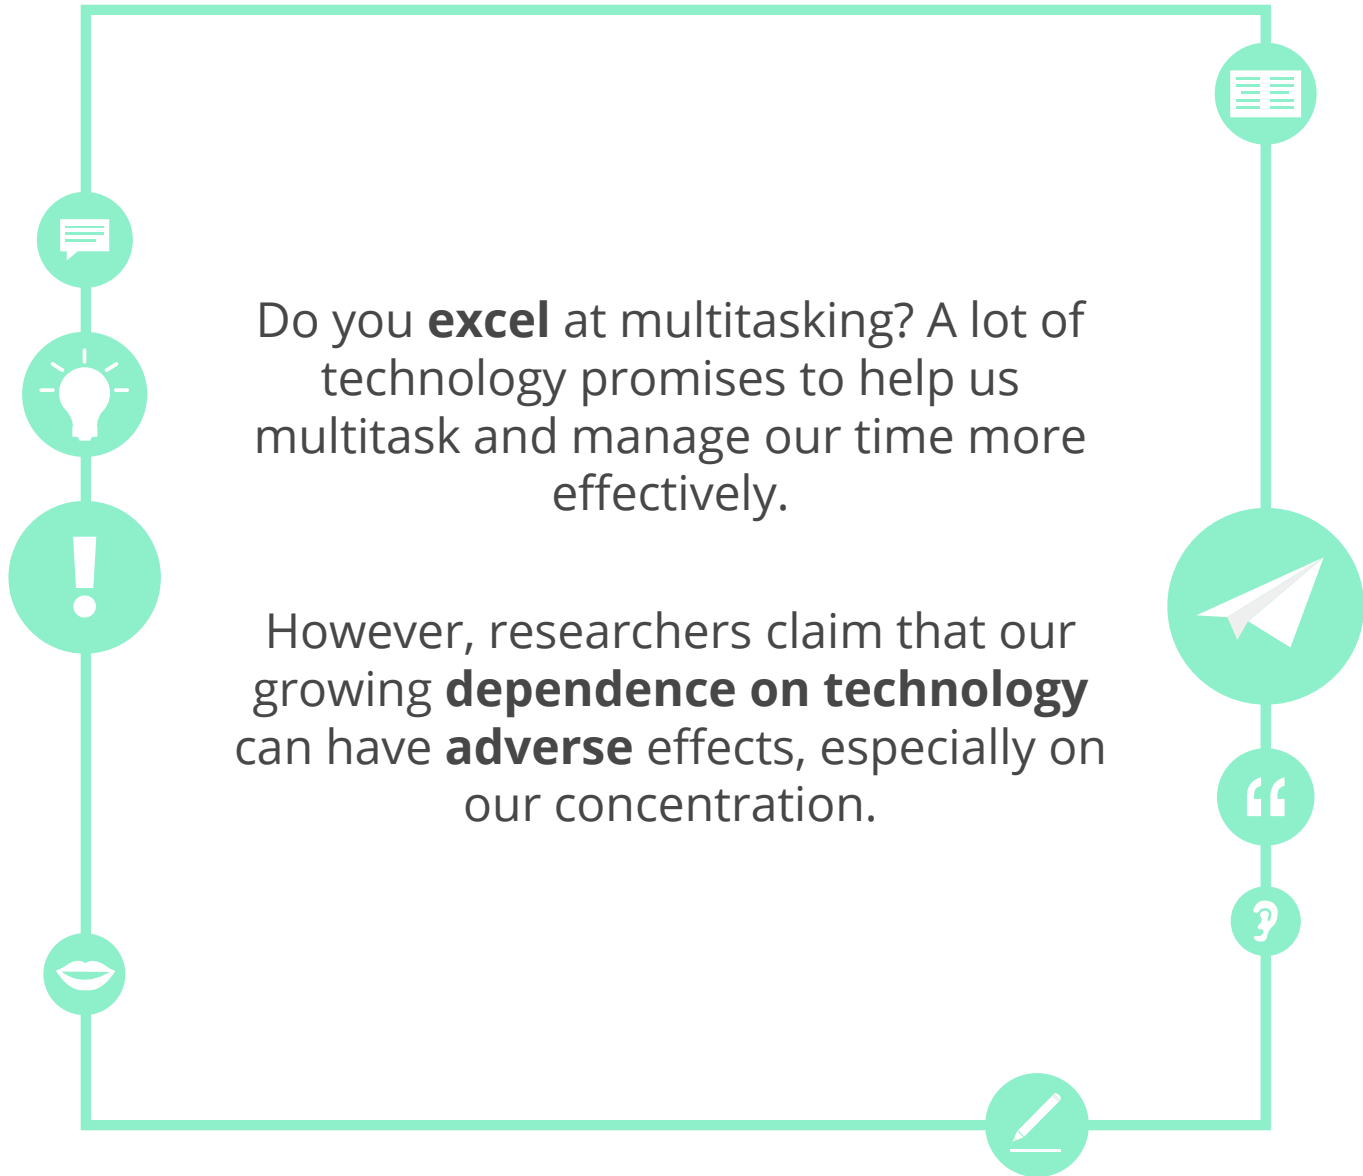 Do you excel at multitasking? A lot of
technology promises to help us
multitask and manage our time more
effectively.
However, researchers claim that our
growing dependence on technology
can have adverse effects, especially on
our concentration.